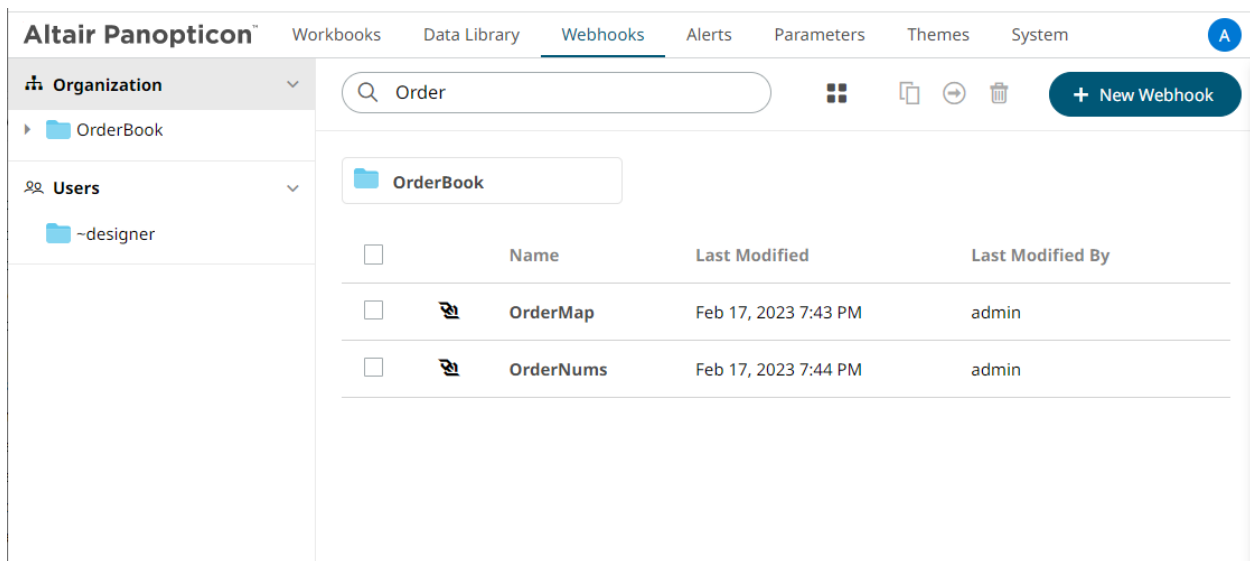 Altair Panopticon™ Workbooks Data Library Webhooks Alerts Parameters Themes System A
Organization
OrderBook
Users
~designer
Order
+ New Webhook
OrderBook
Name Last Modified Last Modified By
OrderMap Feb 17, 2023 7:43 PM admin
OrderNums Feb 17, 2023 7:44 PM admin